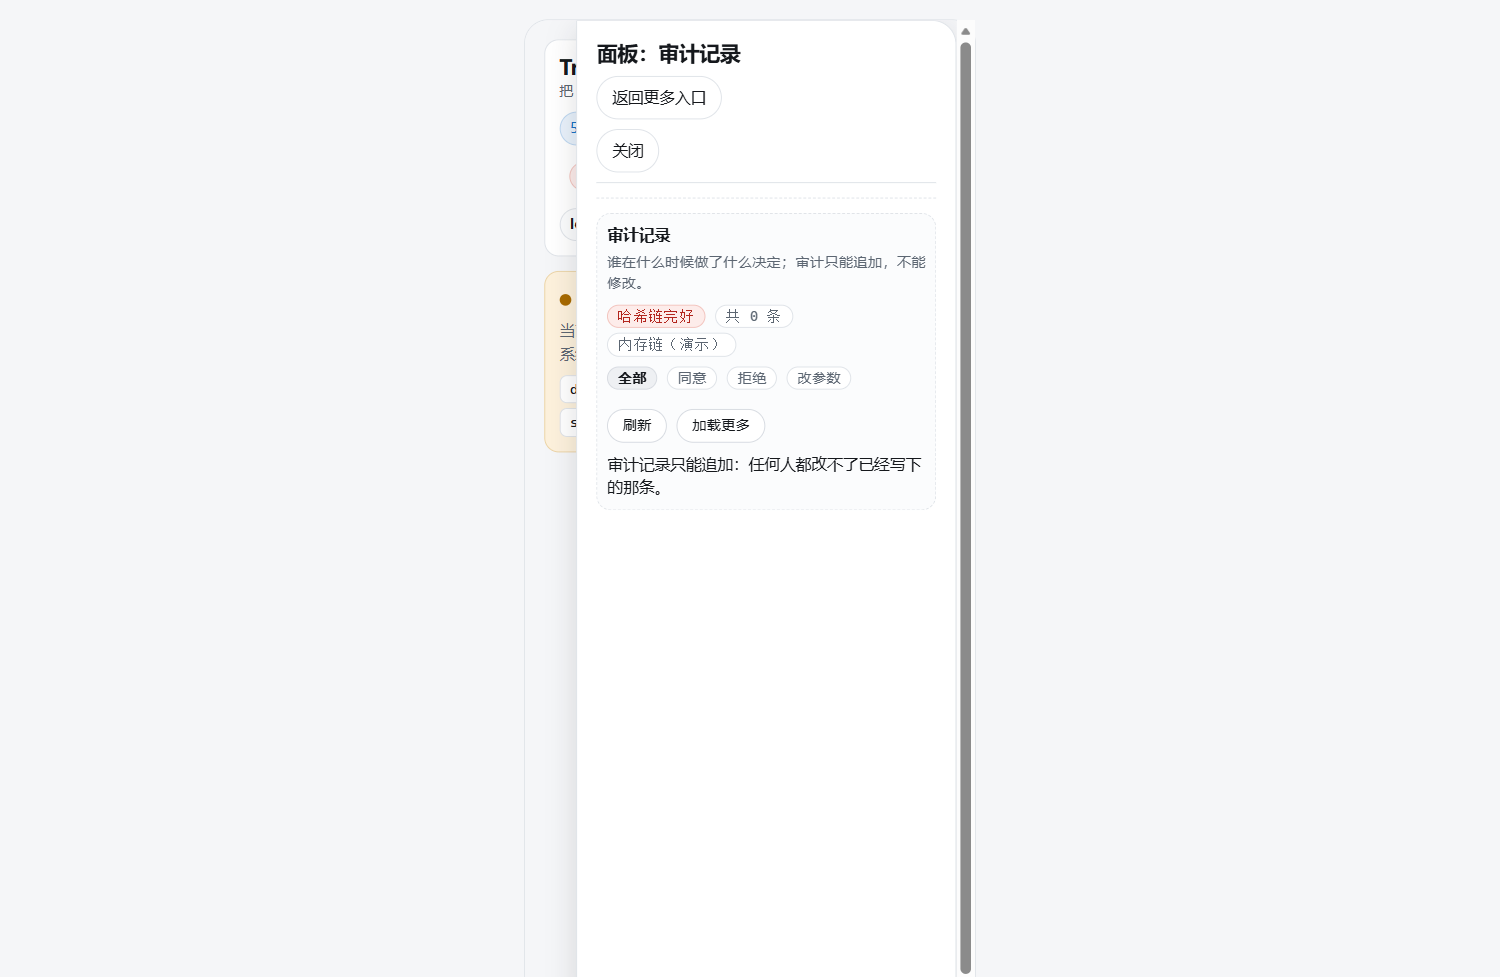 面板：审计记录
返回更多入口
关闭
审计记录
谁在什么时候做了什么决定；审计只能追加，不能
修改。
哈希链完好 共 0 条
内存链（演示）
全部 同意 拒绝 改参数
刷新 加载更多
审计记录只能追加：任何人都改不了已经写下
的那条。
Tr
把
5
当
d
s